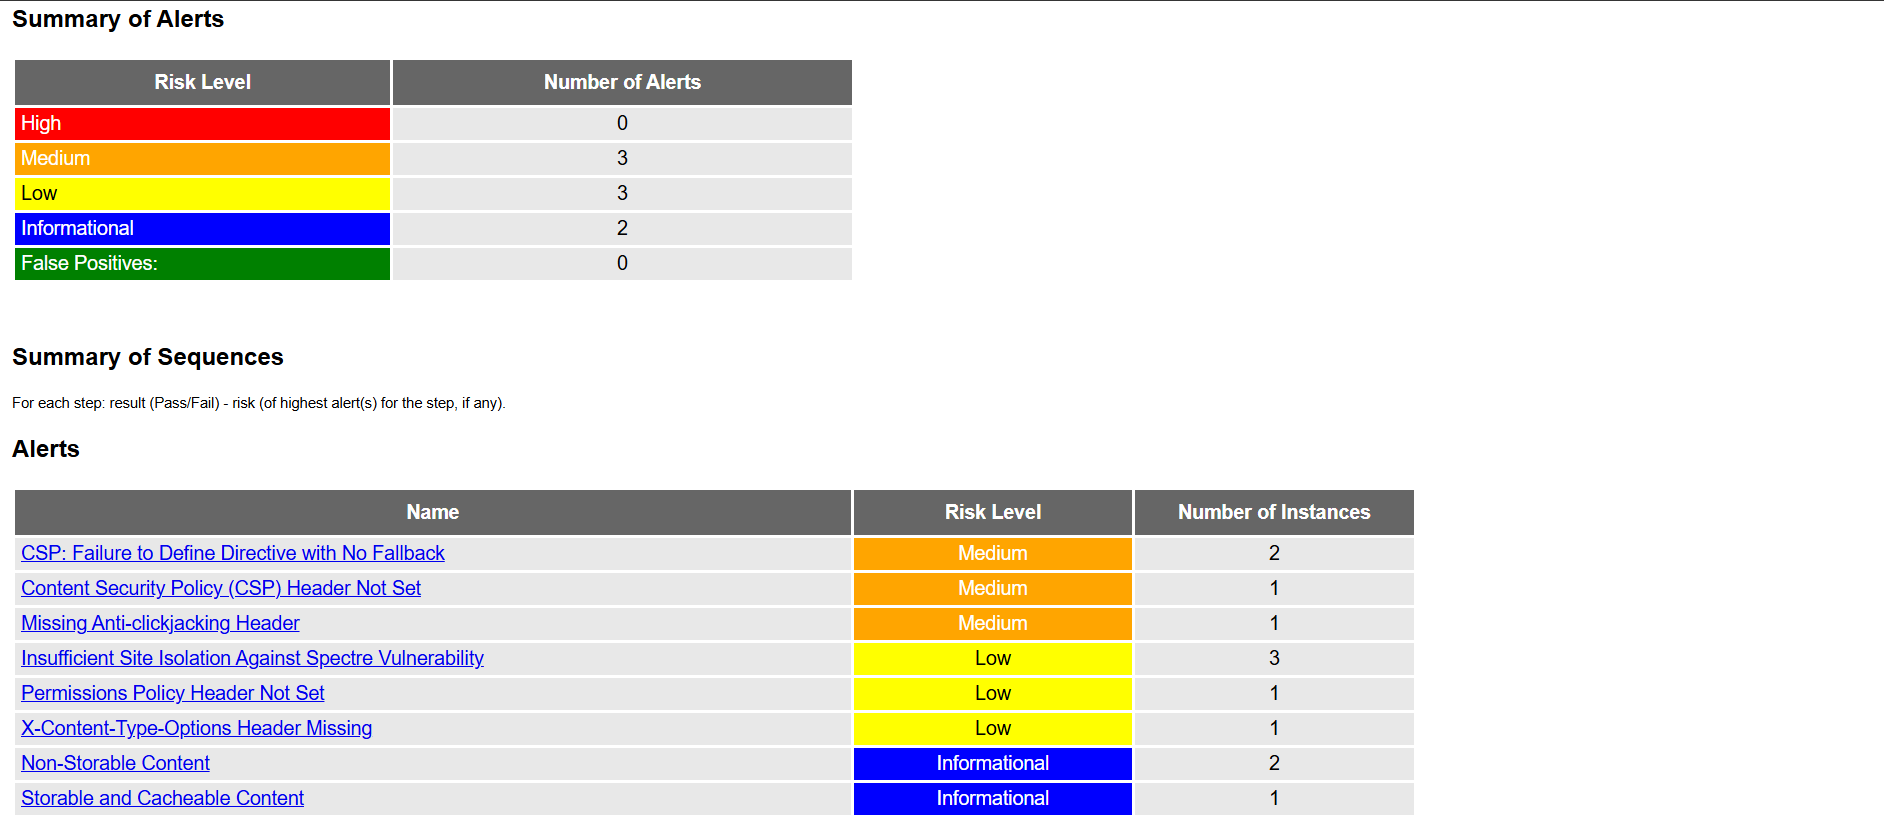 Summary of Alerts
Risk Level Number of Alerts
High 0
Medium 3
Low 3
Informational 2
False Positives: 0
Summary of Sequences
For each step: result (Pass/Fail) - risk (of highest alert(s) for the step, if any).
Alerts
Name Risk Level Number of Instances
CSP: Failure to Define Directive with No Fallback Medium 2
Content Security Policy (CSP) Header Not Set Medium 1
Missing Anti-clickjacking Header Medium 1
Insufficient Site Isolation Against Spectre Vulnerability Low 3
Permissions Policy Header Not Set Low 1
X-Content-Type-Options Header Missing Low 1
Non-Storable Content Informational 2
Storable and Cacheable Content Informational 1